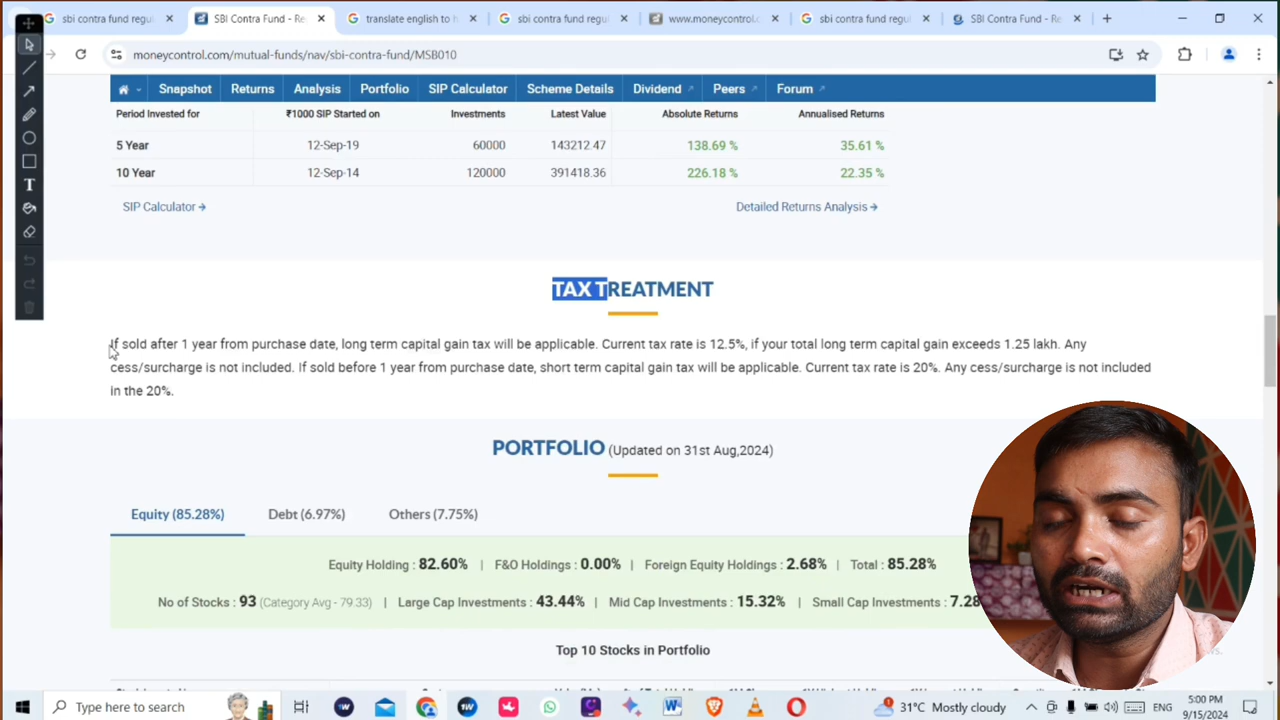 sbi contra fund regul
SBI Contra Fund - Re
translate english to
sbi contra fund regu
www.moneycontrol.co
sbi contra fund regul
SBI Contra Fund - Re
moneycontrol.com/mutual-funds/nav/sbi-contra-fund/MSB010
Snapshot Returns Analysis Portfolio SIP Calculator Scheme Details Dividend Peers Forum
Period Invested for ₹1000 SIP Started on Investments Latest Value Absolute Returns Annualised Returns
5 Year 12-Sep-19 60000 143212.47 138.69 % 35.61 %
10 Year 12-Sep-14 120000 391418.36 226.18 % 22.35 %
SIP Calculator → Detailed Returns Analysis →
T
TAX TREATMENT
If sold after 1 year from purchase date, long term capital gain tax will be applicable. Current tax rate is 12.5%, if your total long term capital gain exceeds 1.25 lakh. Any
cess/surcharge is not included. If sold before 1 year from purchase date, short term capital gain tax will be applicable. Current tax rate is 20%. Any cess/surcharge is not included
in the 20%.
PORTFOLIO (Updated on 31st Aug,2024)
Equity (85.28%) Debt (6.97%) Others (7.75%)
Equity Holding : 82.60% | F&O Holdings : 0.00% | Foreign Equity Holdings : 2.68% | Total : 85.28%
No of Stocks : 93 (Category Avg - 79.33) | Large Cap Investments : 43.44% | Mid Cap Investments : 15.32% | Small Cap Investments : 7.28
Top 10 Stocks in Portfolio
Type here to search
31°C Mostly cloudy
ENG
5:00 PM
9/15/2024